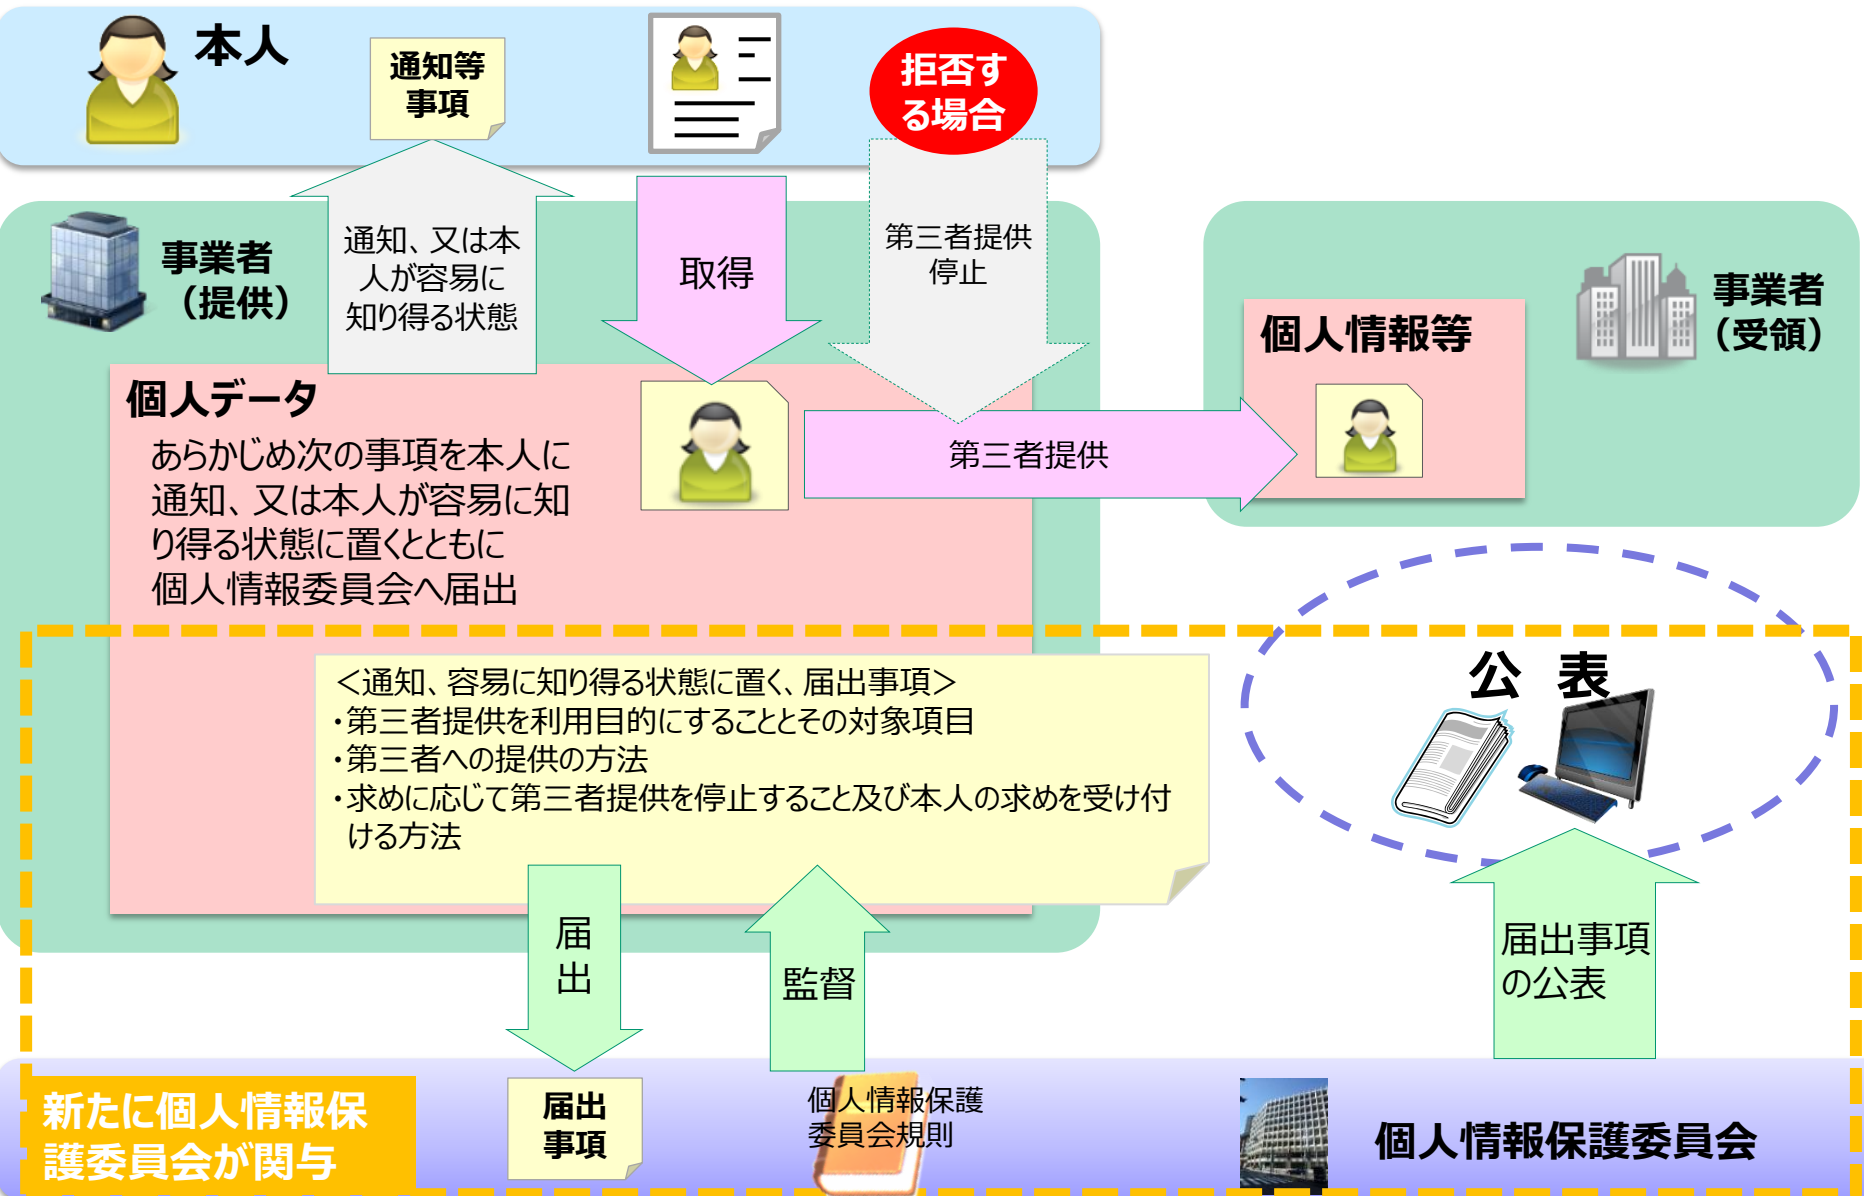 本人
通知等
事項
拒否す
る場合
事業者
（提供）
通知、又は本
人が容易に
知り得る状態
取得
第三者提供
停止
事業者
（受領）
個人情報等
個人データ
あらかじめ次の事項を本人に
通知、又は本人が容易に知
り得る状態に置くとともに
個人情報委員会へ届出
第三者提供
＜通知、容易に知り得る状態に置く、届出事項＞
・第三者提供を利用目的にすることとその対象項目
・第三者への提供の方法
・求めに応じて第三者提供を停止すること及び本人の求めを受け付
ける方法
公 表
届
出
監督
届出事項
の公表
新たに個人情報保
護委員会が関与
届出
事項
個人情報保護
委員会規則
個人情報保護委員会